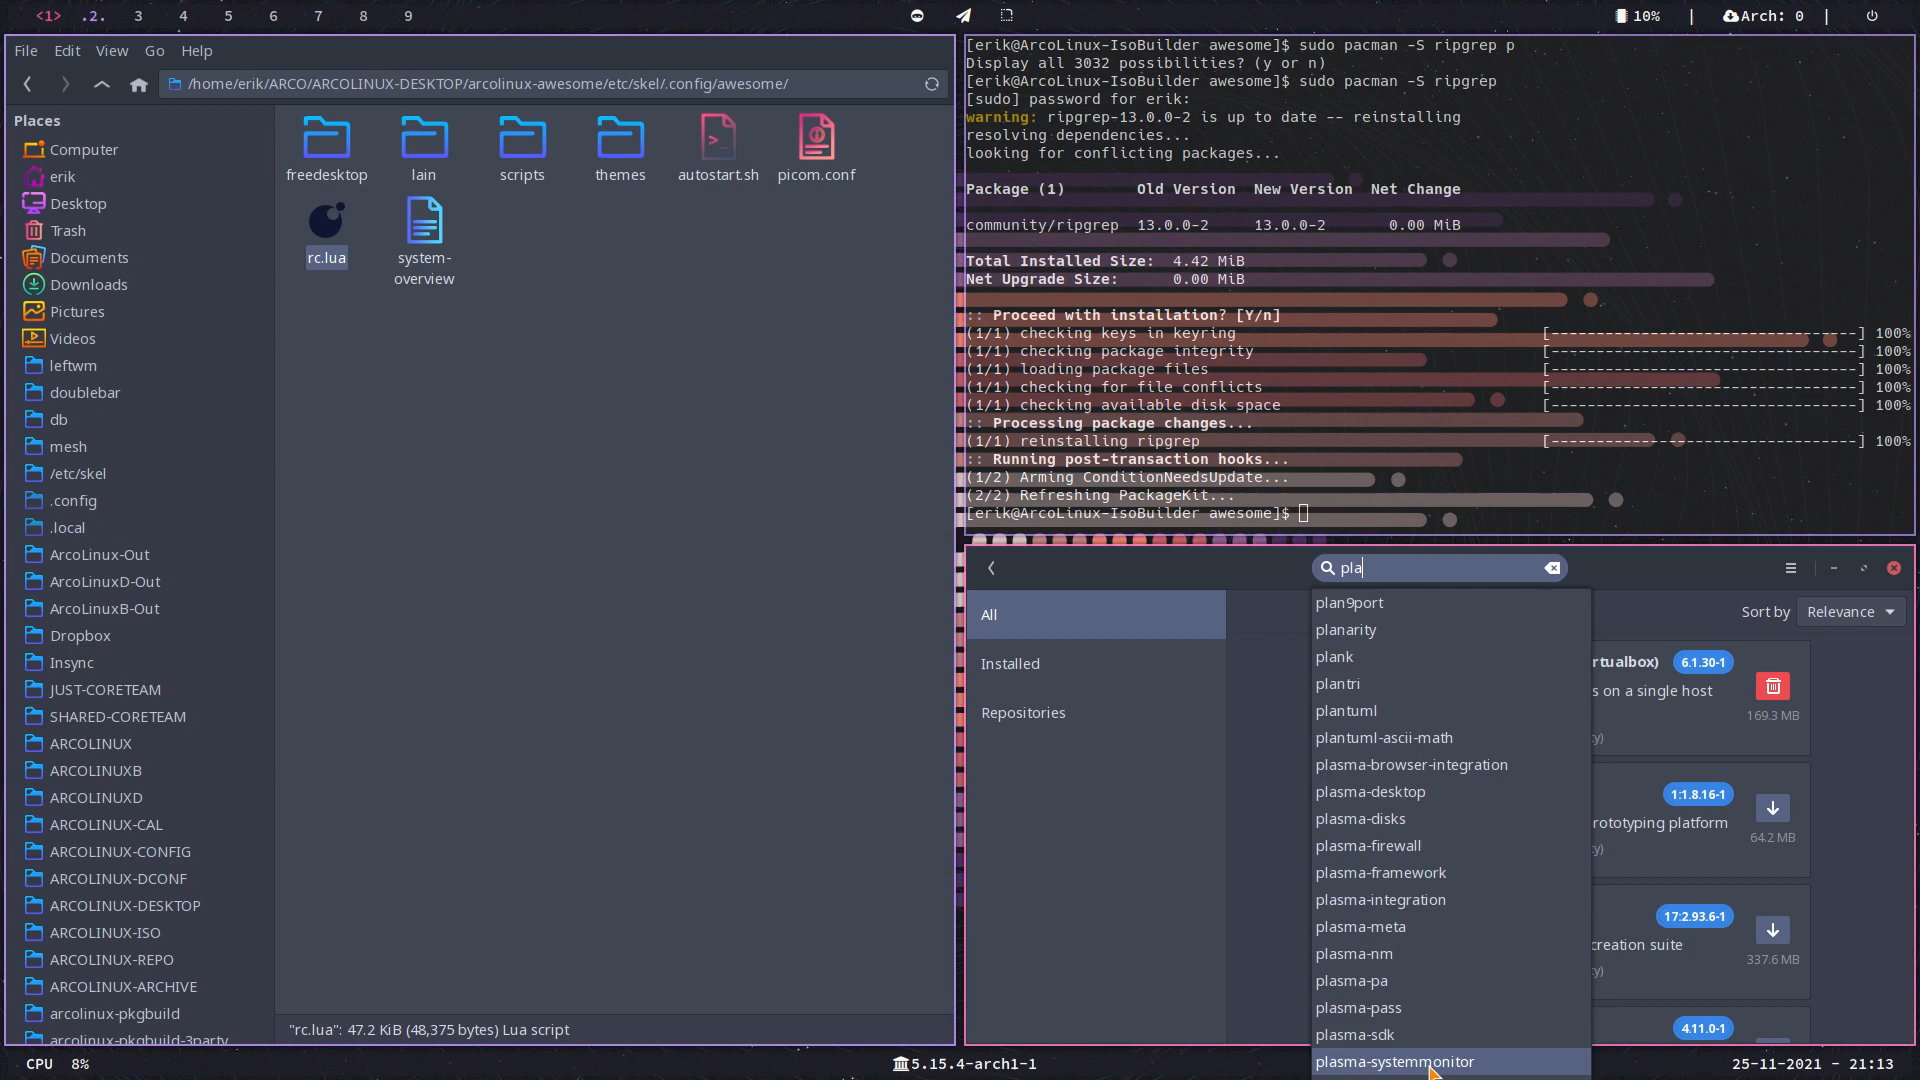 <1> .2. 3 4 5 6 7 8 9
10% | Arch: 0 |
File Edit View Go Help
/home/erik/ARCO/ARCOLINUX-DESKTOP/arcolinux-awesome/etc/skel/.config/awesome/
Places
Computer
erik
Desktop
Trash
Documents
Downloads
Pictures
Videos
leftwm
doublebar
db
mesh
/etc/skel
.config
.local
ArcoLinux-Out
ArcoLinuxD-Out
ArcoLinuxB-Out
Dropbox
Insync
JUST-CORETEAM
SHARED-CORETEAM
ARCOLINUX
ARCOLINUXB
ARCOLINUXD
ARCOLINUX-CAL
ARCOLINUX-CONFIG
ARCOLINUX-DCONF
ARCOLINUX-DESKTOP
ARCOLINUX-ISO
ARCOLINUX-REPO
ARCOLINUX-ARCHIVE
arcolinux-pkgbuild
arcolinux-pkgbuild-3party
freedesktop lain scripts themes autostart.sh picom.conf
rc.lua system-
overview
"rc.lua": 47.2 KiB (48,375 bytes) Lua script
[erik@ArcoLinux-IsoBuilder awesome]$ sudo pacman -S ripgrep p
Display all 3032 possibilities? (y or n)
[erik@ArcoLinux-IsoBuilder awesome]$ sudo pacman -S ripgrep
[sudo] password for erik:
warning: ripgrep-13.0.0-2 is up to date -- reinstalling
resolving dependencies...
looking for conflicting packages...
Package (1) Old Version New Version Net Change
community/ripgrep 13.0.0-2 13.0.0-2 0.00 MiB
Total Installed Size: 4.42 MiB
Net Upgrade Size: 0.00 MiB
:: Proceed with installation? [Y/n]
(1/1) checking keys in keyring [----------------------------------] 100%
(1/1) checking package integrity [----------------------------------] 100%
(1/1) loading package files [----------------------------------] 100%
(1/1) checking for file conflicts [----------------------------------] 100%
(1/1) checking available disk space [----------------------------------] 100%
:: Processing package changes...
(1/1) reinstalling ripgrep [----------------------------------] 100%
:: Running post-transaction hooks...
(1/2) Arming ConditionNeedsUpdate...
(2/2) Refreshing PackageKit...
[erik@ArcoLinux-IsoBuilder awesome]$
pla
All
Installed
Repositories
Sort by Relevance
plan9port
planarity
plank
plantri
plantuml
plantuml-ascii-math
plasma-browser-integration
plasma-desktop
plasma-disks
plasma-firewall
plasma-framework
plasma-integration
plasma-meta
plasma-nm
plasma-pa
plasma-pass
plasma-sdk
plasma-systemmonitor
rtualbox) 6.1.30-1
s on a single host
169.3 MB
ty)
1:1.8.16-1
rototyping platform
64.2 MB
ty)
17:2.93.6-1
creation suite
337.6 MB
ty)
4.11.0-1
CPU 8%
5.15.4-arch1-1
25-11-2021 - 21:13